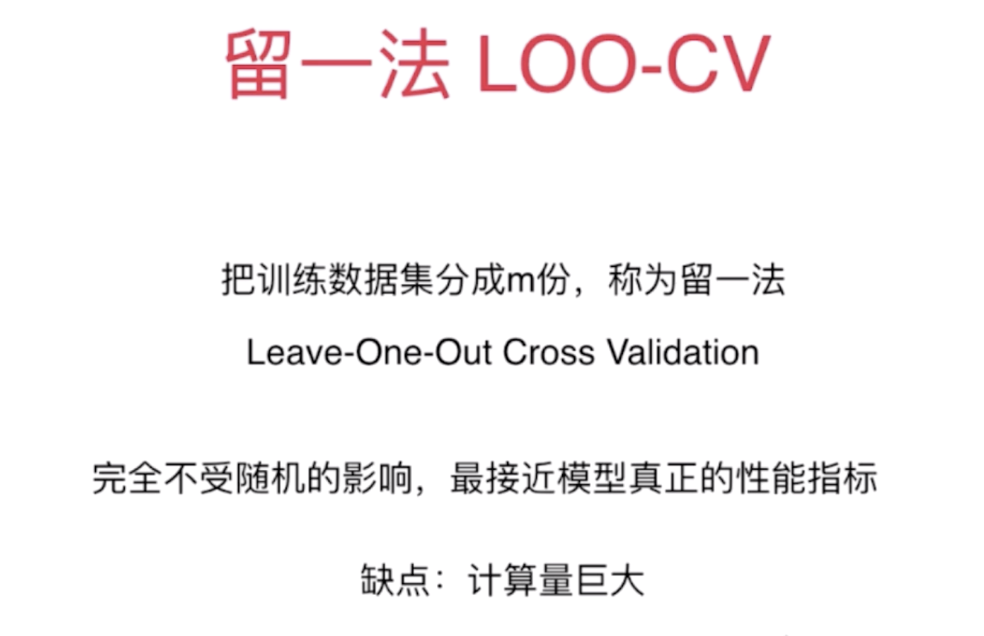 留一法 LOO-CV
把训练数据集分成m份，称为留一法
Leave-One-Out Cross Validation
完全不受随机的影响，最接近模型真正的性能指标
缺点：计算量巨大